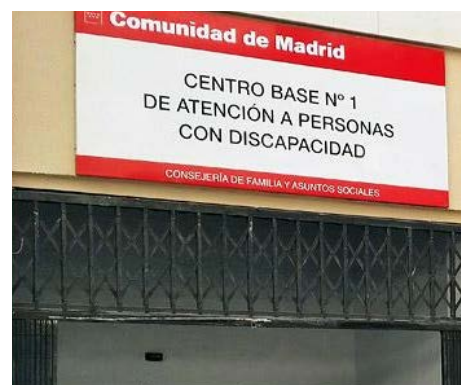 Comunidad de Madrid
CENTRO BASE Nº 1
DE ATENCIÓN A PERSONAS
CON DISCAPACIDAD
CONSEJERÍA DE FAMILIA Y ASUNTOS SOCIALES